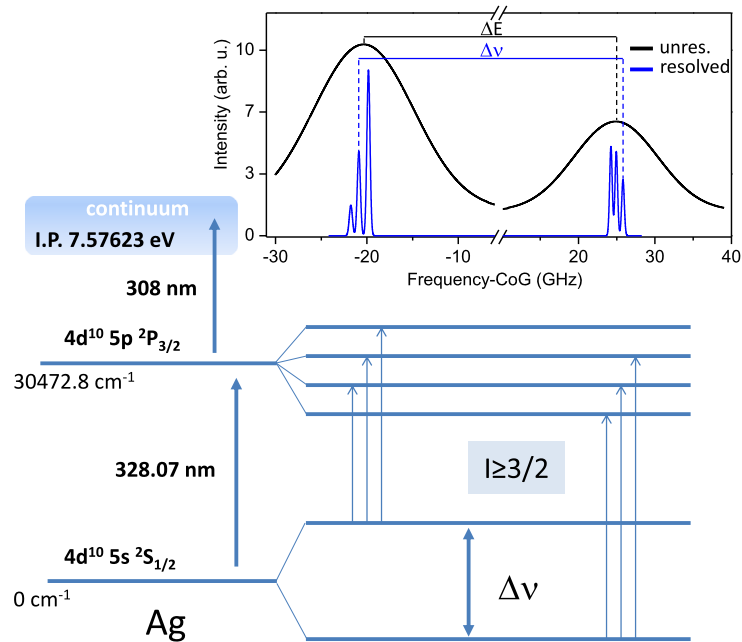 ΔE
Δν
unres.
resolved
Intensity (arb. u.)
10
7
3
0
-30
-20
-10
20
30
40
Frequency-CoG (GHz)
continuum
I.P. 7.57623 eV
308 nm
4d¹⁰ 5p ²P₃/₂
30472.8 cm⁻¹
328.07 nm
I≥3/2
4d¹⁰ 5s ²S₁/₂
0 cm⁻¹
Δν
Ag